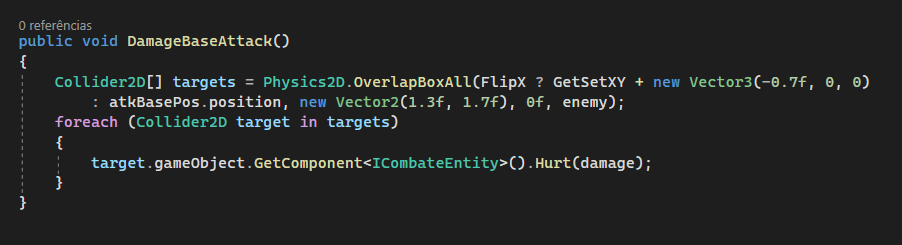 0 referências
public void DamageBaseAttack()
{
    Collider2D[] targets = Physics2D.OverlapBoxAll(FlipX ? GetSetXY + new Vector3(-0.7f, 0, 0)
        : atkBasePos.position, new Vector2(1.3f, 1.7f), 0f, enemy);
    foreach (Collider2D target in targets)
    {
        target.gameObject.GetComponent<ICombateEntity>().Hurt(damage);
    }
}